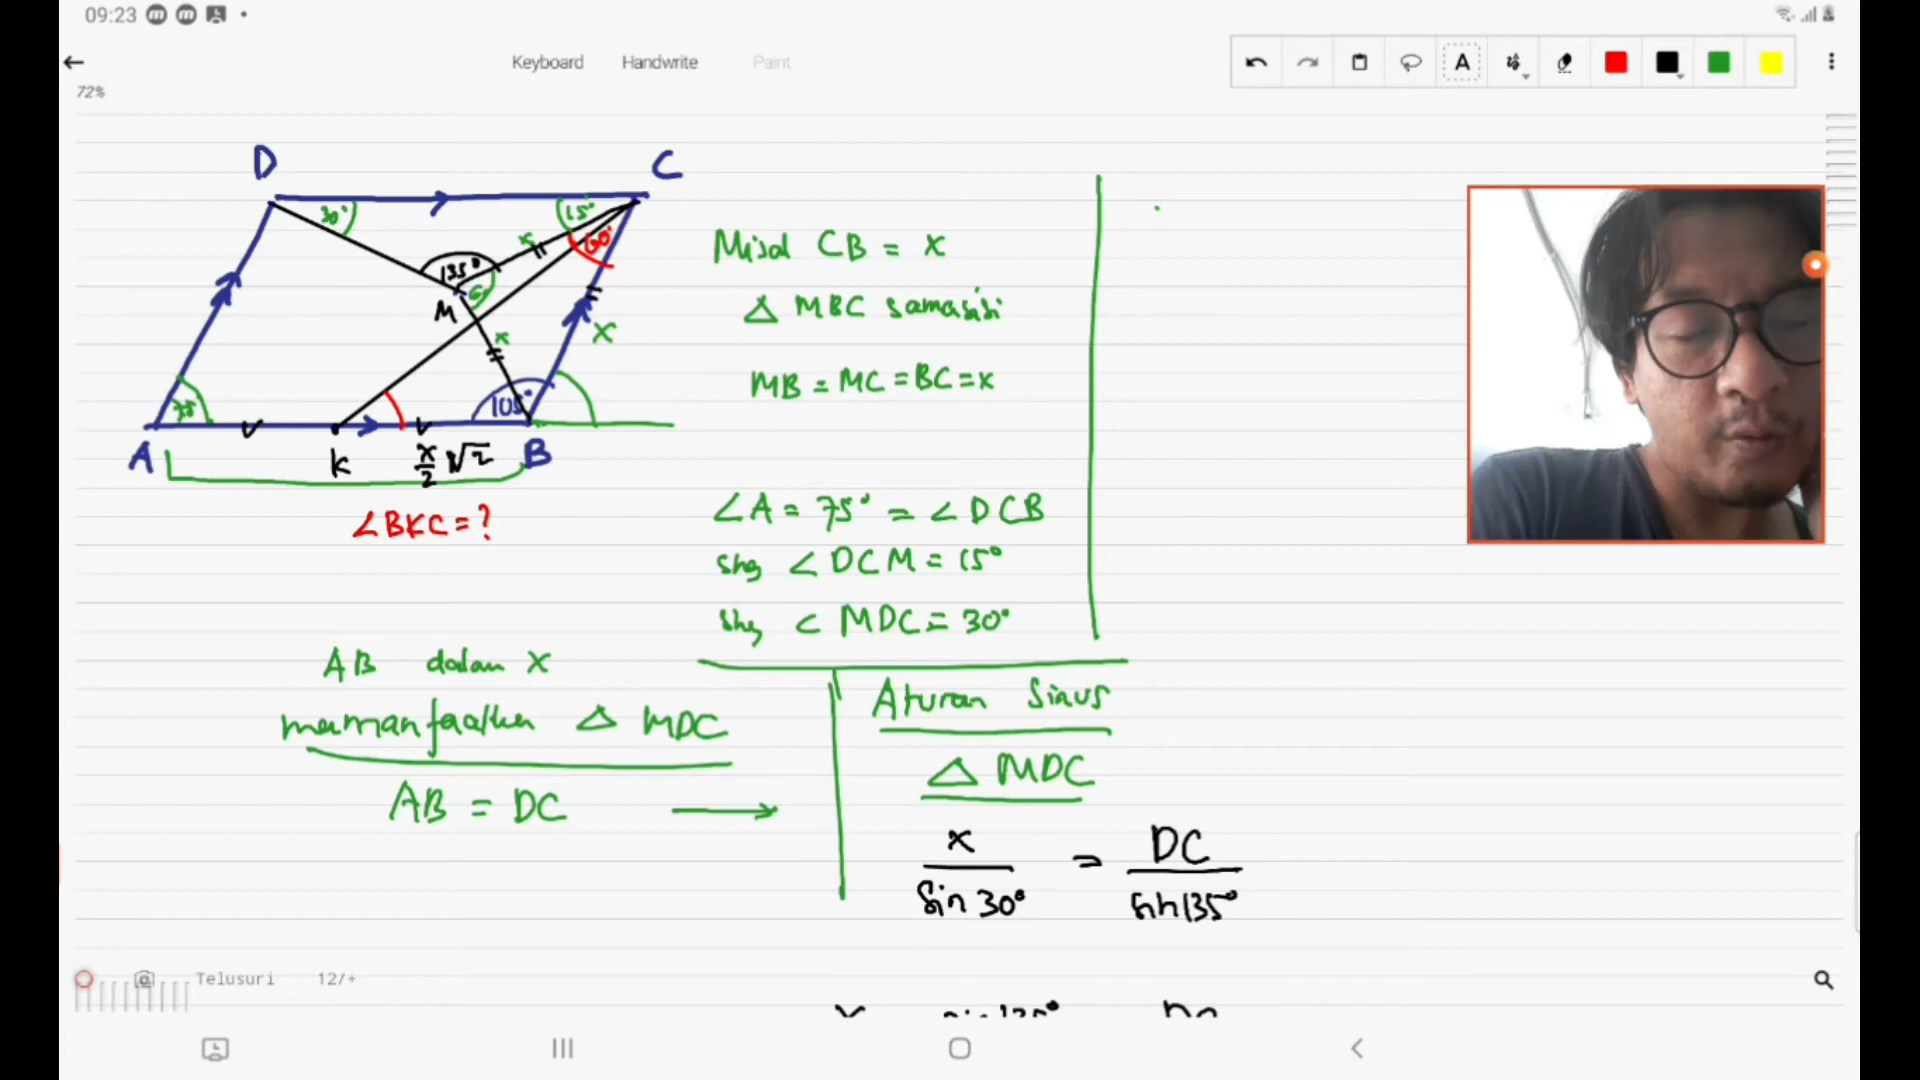 09:23
Keyboard Handwrite Paint
A
72%
D
C
30°
15°
60°
x
135°
M
x
x
75
105°
A
K
x/2 √2
B
∠BKC = ?
Misal CB = x
△ MBC samasisi
MB = MC = BC = x
∠A = 75° = ∠DCB
shg ∠DCM = 15°
shg < MDC = 30°
AB dalam x
memanfaatkan △ MDC
AB = DC
Aturan Sinus
△ MDC
x/sin 30° = DC/sin 135°
Telusuri 12/+